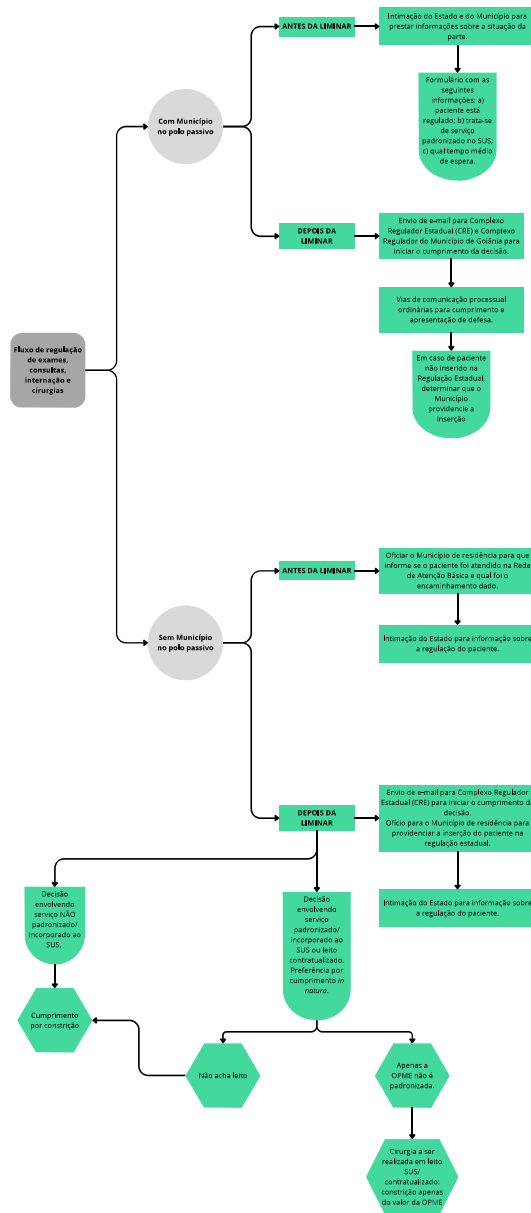 ANTES DA LIMINAR
Intimação do Estado e do Município para
prestar informações sobre a situação da
parte.
Formulário com as
seguintes
informações: a)
paciente está
regulado; b) trata-se
de serviço
padronizado no SUS;
c) qual tempo médio
de espera.
Com Município
no polo passivo
DEPOIS DA
LIMINAR
Envio de e-mail para Complexo
Regulador Estadual (CRE) e Complexo
Regulador do Município de Goiânia para
iniciar o cumprimento da decisão.
Vias de comunicação processual
ordinárias para cumprimento e
apresentação de defesa.
Em caso de paciente
não inserido na
Regulação Estadual,
determinar que o
Município
providencie a
inserção
Fluxo de regulação
de exames,
consultas,
internação e
cirurgias
ANTES DA LIMINAR
Oficiar o Município de residência para que
informe se o paciente foi atendido na Rede
de Atenção Básica e qual foi o
encaminhamento dado.
Intimação do Estado para informação sobre
a regulação do paciente.
Sem Município
no polo passivo
DEPOIS DA
LIMINAR
Envio de e-mail para Complexo Regulador
Estadual (CRE) para iniciar o cumprimento da
decisão.
Ofício para o Município de residência para
providenciar a inserção do paciente na
regulação estadual.
Intimação do Estado para informação sobre
a regulação do paciente.
Decisão
envolvendo
serviço NÃO
padronizado/
incorporado ao
SUS.
Decisão
envolvendo
serviço
padronizado/
incorporado ao
SUS ou leito
contratualizado.
Preferência por
cumprimento in
natura.
Cumprimento
por constrição
Não acha leito
Apenas a
OPME não é
padronizada.
Cirurgia a ser
realizada em leito
SUS/
contratualizado:
constrição apenas
do valor da OPME